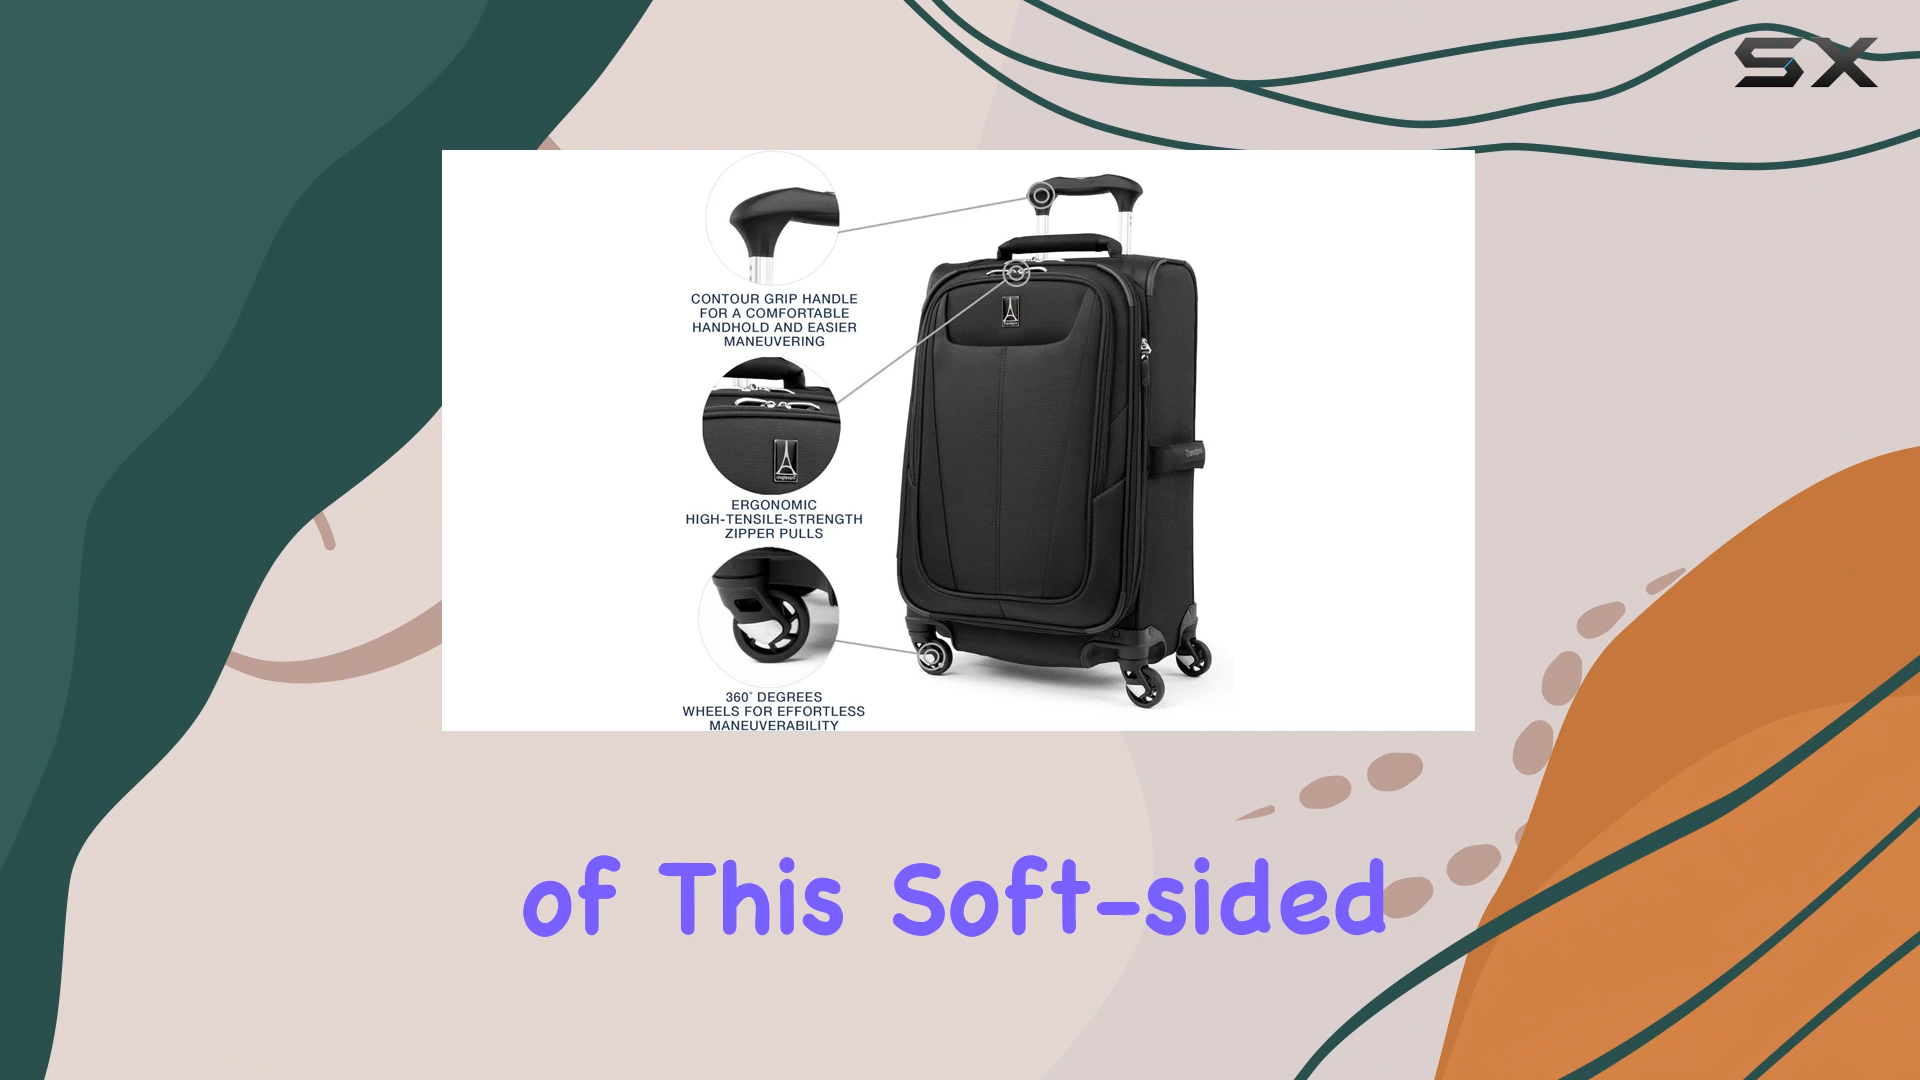 SX
CONTOUR GRIP HANDLE
FOR A COMFORTABLE
HANDHOLD AND EASIER
MANEUVERING
ERGONOMIC
HIGH-TENSILE-STRENGTH
ZIPPER PULLS
360° DEGREES
WHEELS FOR EFFORTLESS
MANEUVERABILITY
of This Soft-sided